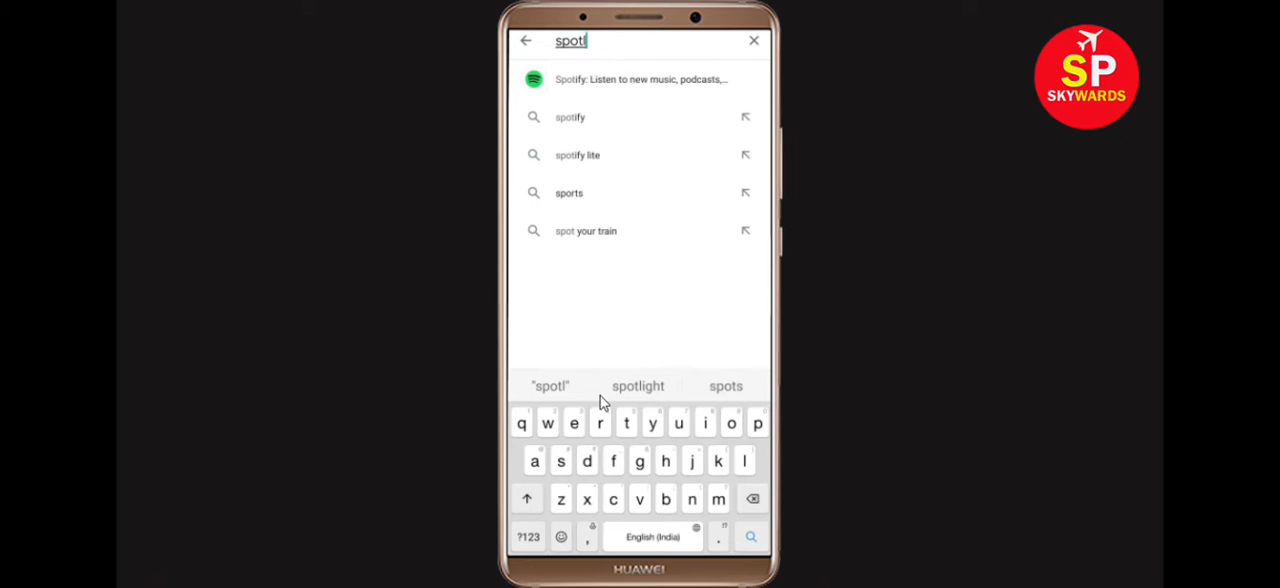 spotl
Spotify: Listen to new music, podcasts,...
spotify
spotify lite
sports
spot your train
"spotl" spotlight spots
q w e r t y u i o p
a s d f g h j k l
z x c v b n m
?123 , English (India) .
HUAWEI
SP
SKYWARDS